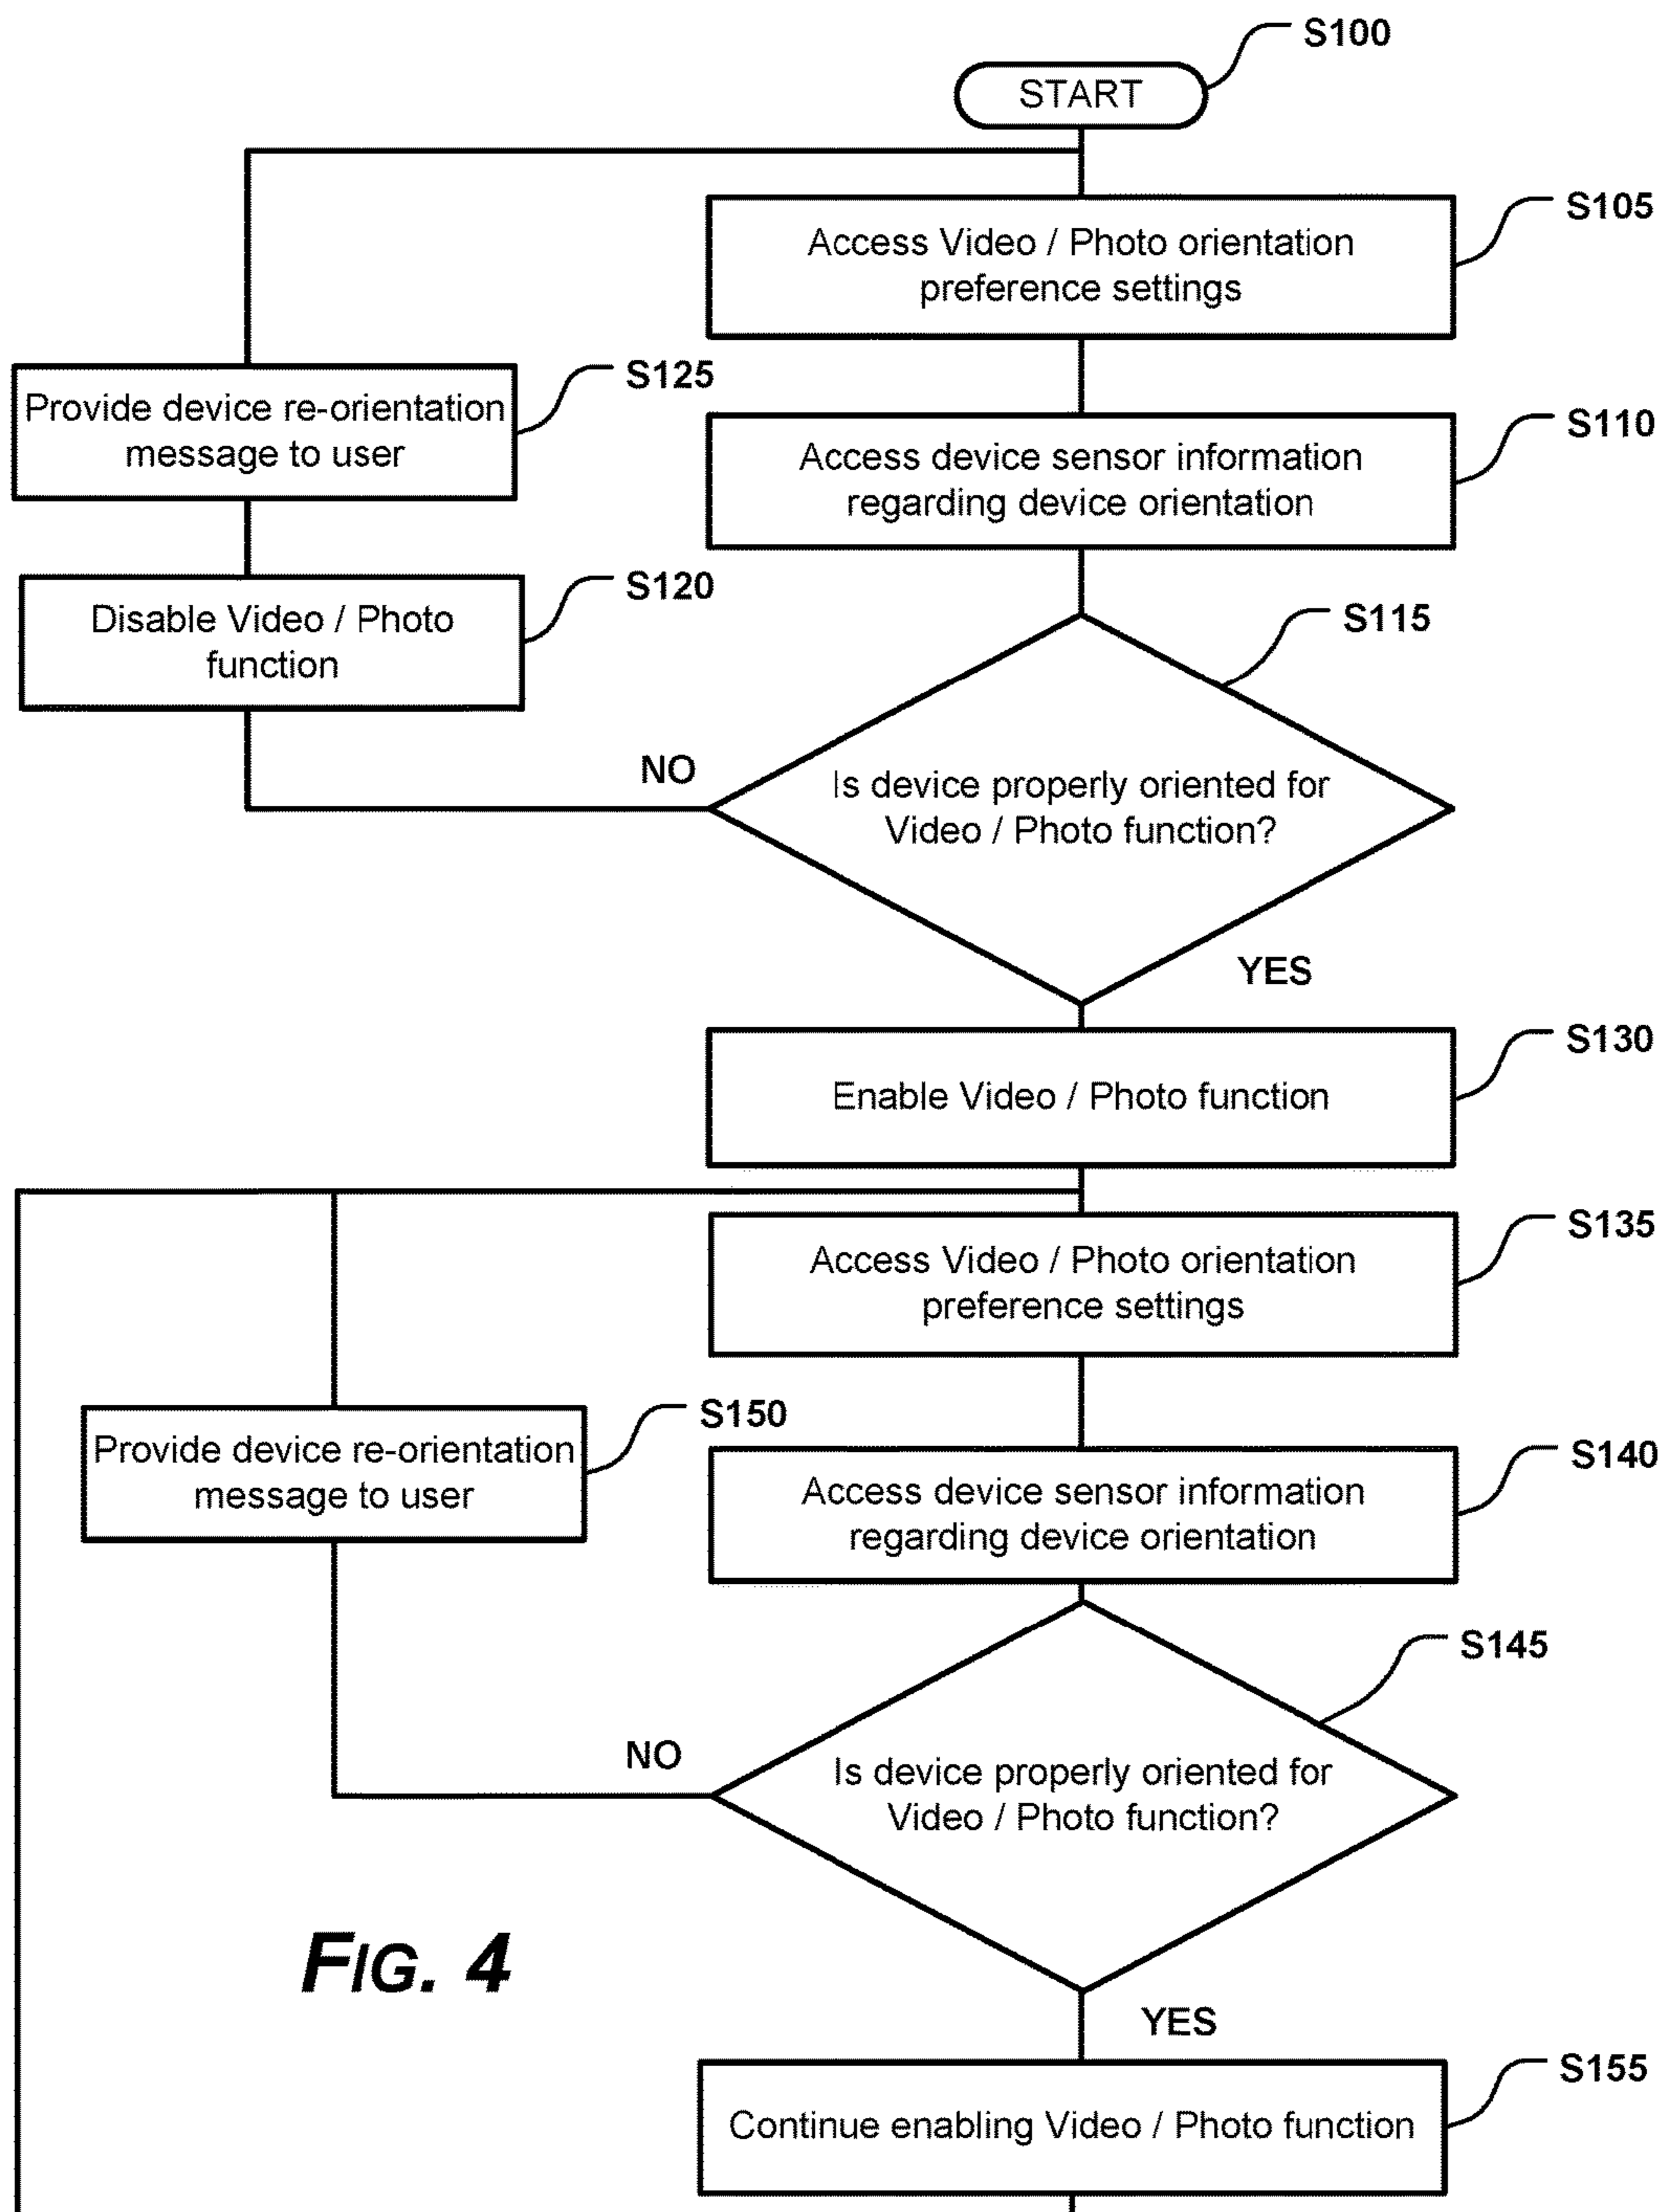 S100
START
S105
Access Video / Photo orientation
preference settings
S125
Provide device re-orientation
message to user
S110
Access device sensor information
regarding device orientation
S120
Disable Video / Photo
function
S115
NO
Is device properly oriented for
Video / Photo function?
YES
S130
Enable Video / Photo function
S135
Access Video / Photo orientation
preference settings
S150
Provide device re-orientation
message to user
S140
Access device sensor information
regarding device orientation
S145
NO
Is device properly oriented for
Video / Photo function?
FIG. 4
YES
S155
Continue enabling Video / Photo function